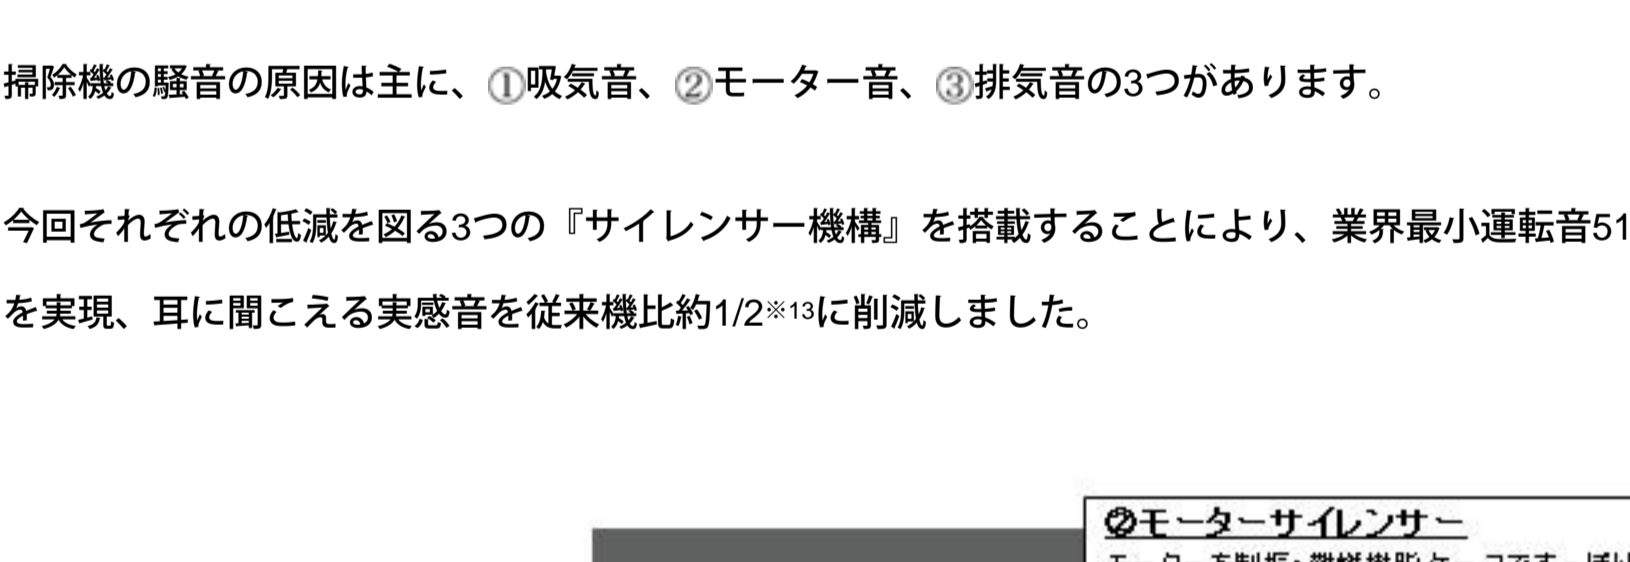 掃除機の騒音の原因は主に、①吸気音、②モーター音、③排気音の3つがあります。
今回それぞれの低減を図る3つの『サイレンサー機構』を搭載することにより、業界最小運転音51
を実現、耳に聞こえる実感音を従来機比約1/2※13に削減しました。
②モーターサイレンサー